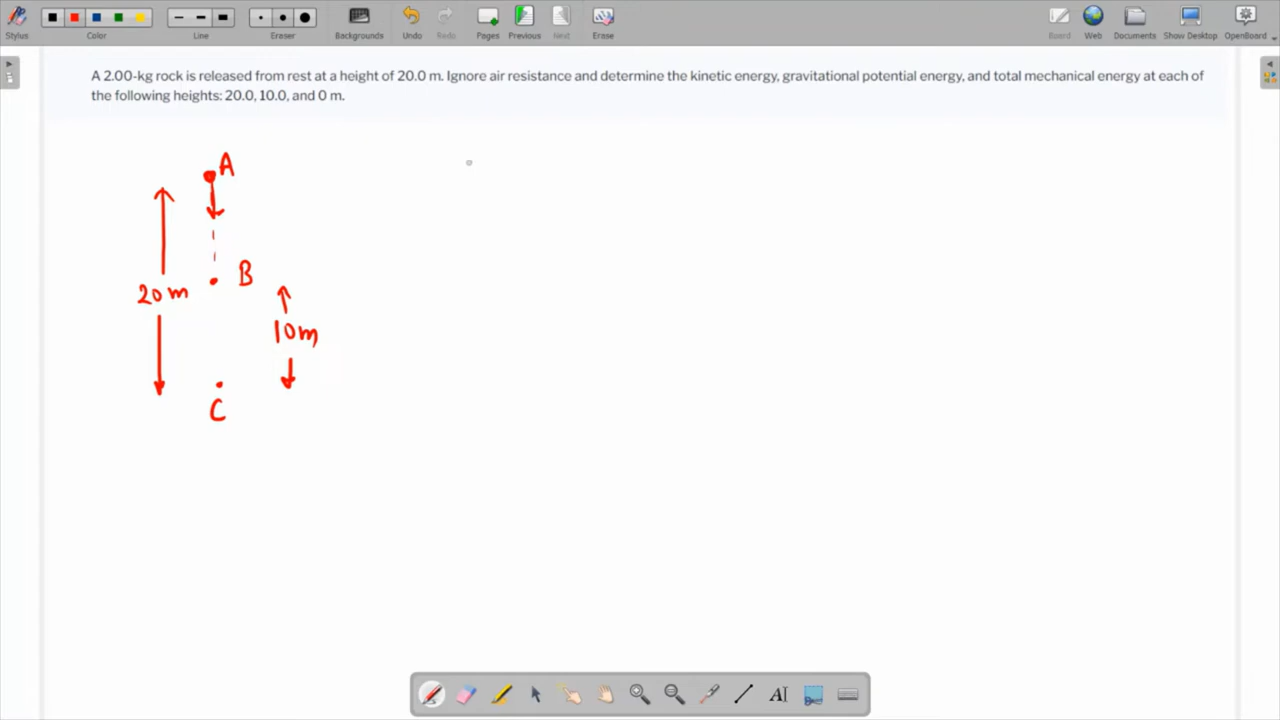 Color
Line
Eraser
Backgrounds
Undo
Redo
Pages
Previous
Next
Erase
Board
Web
Documents
Show Desktop
OpenBoard
Stylus
A 2.00-kg rock is released from rest at a height of 20.0 m. Ignore air resistance and determine the kinetic energy, gravitational potential energy, and total mechanical energy at each of
the following heights: 20.0, 10.0, and 0 m.
A
B
20 m
10m
C
AI